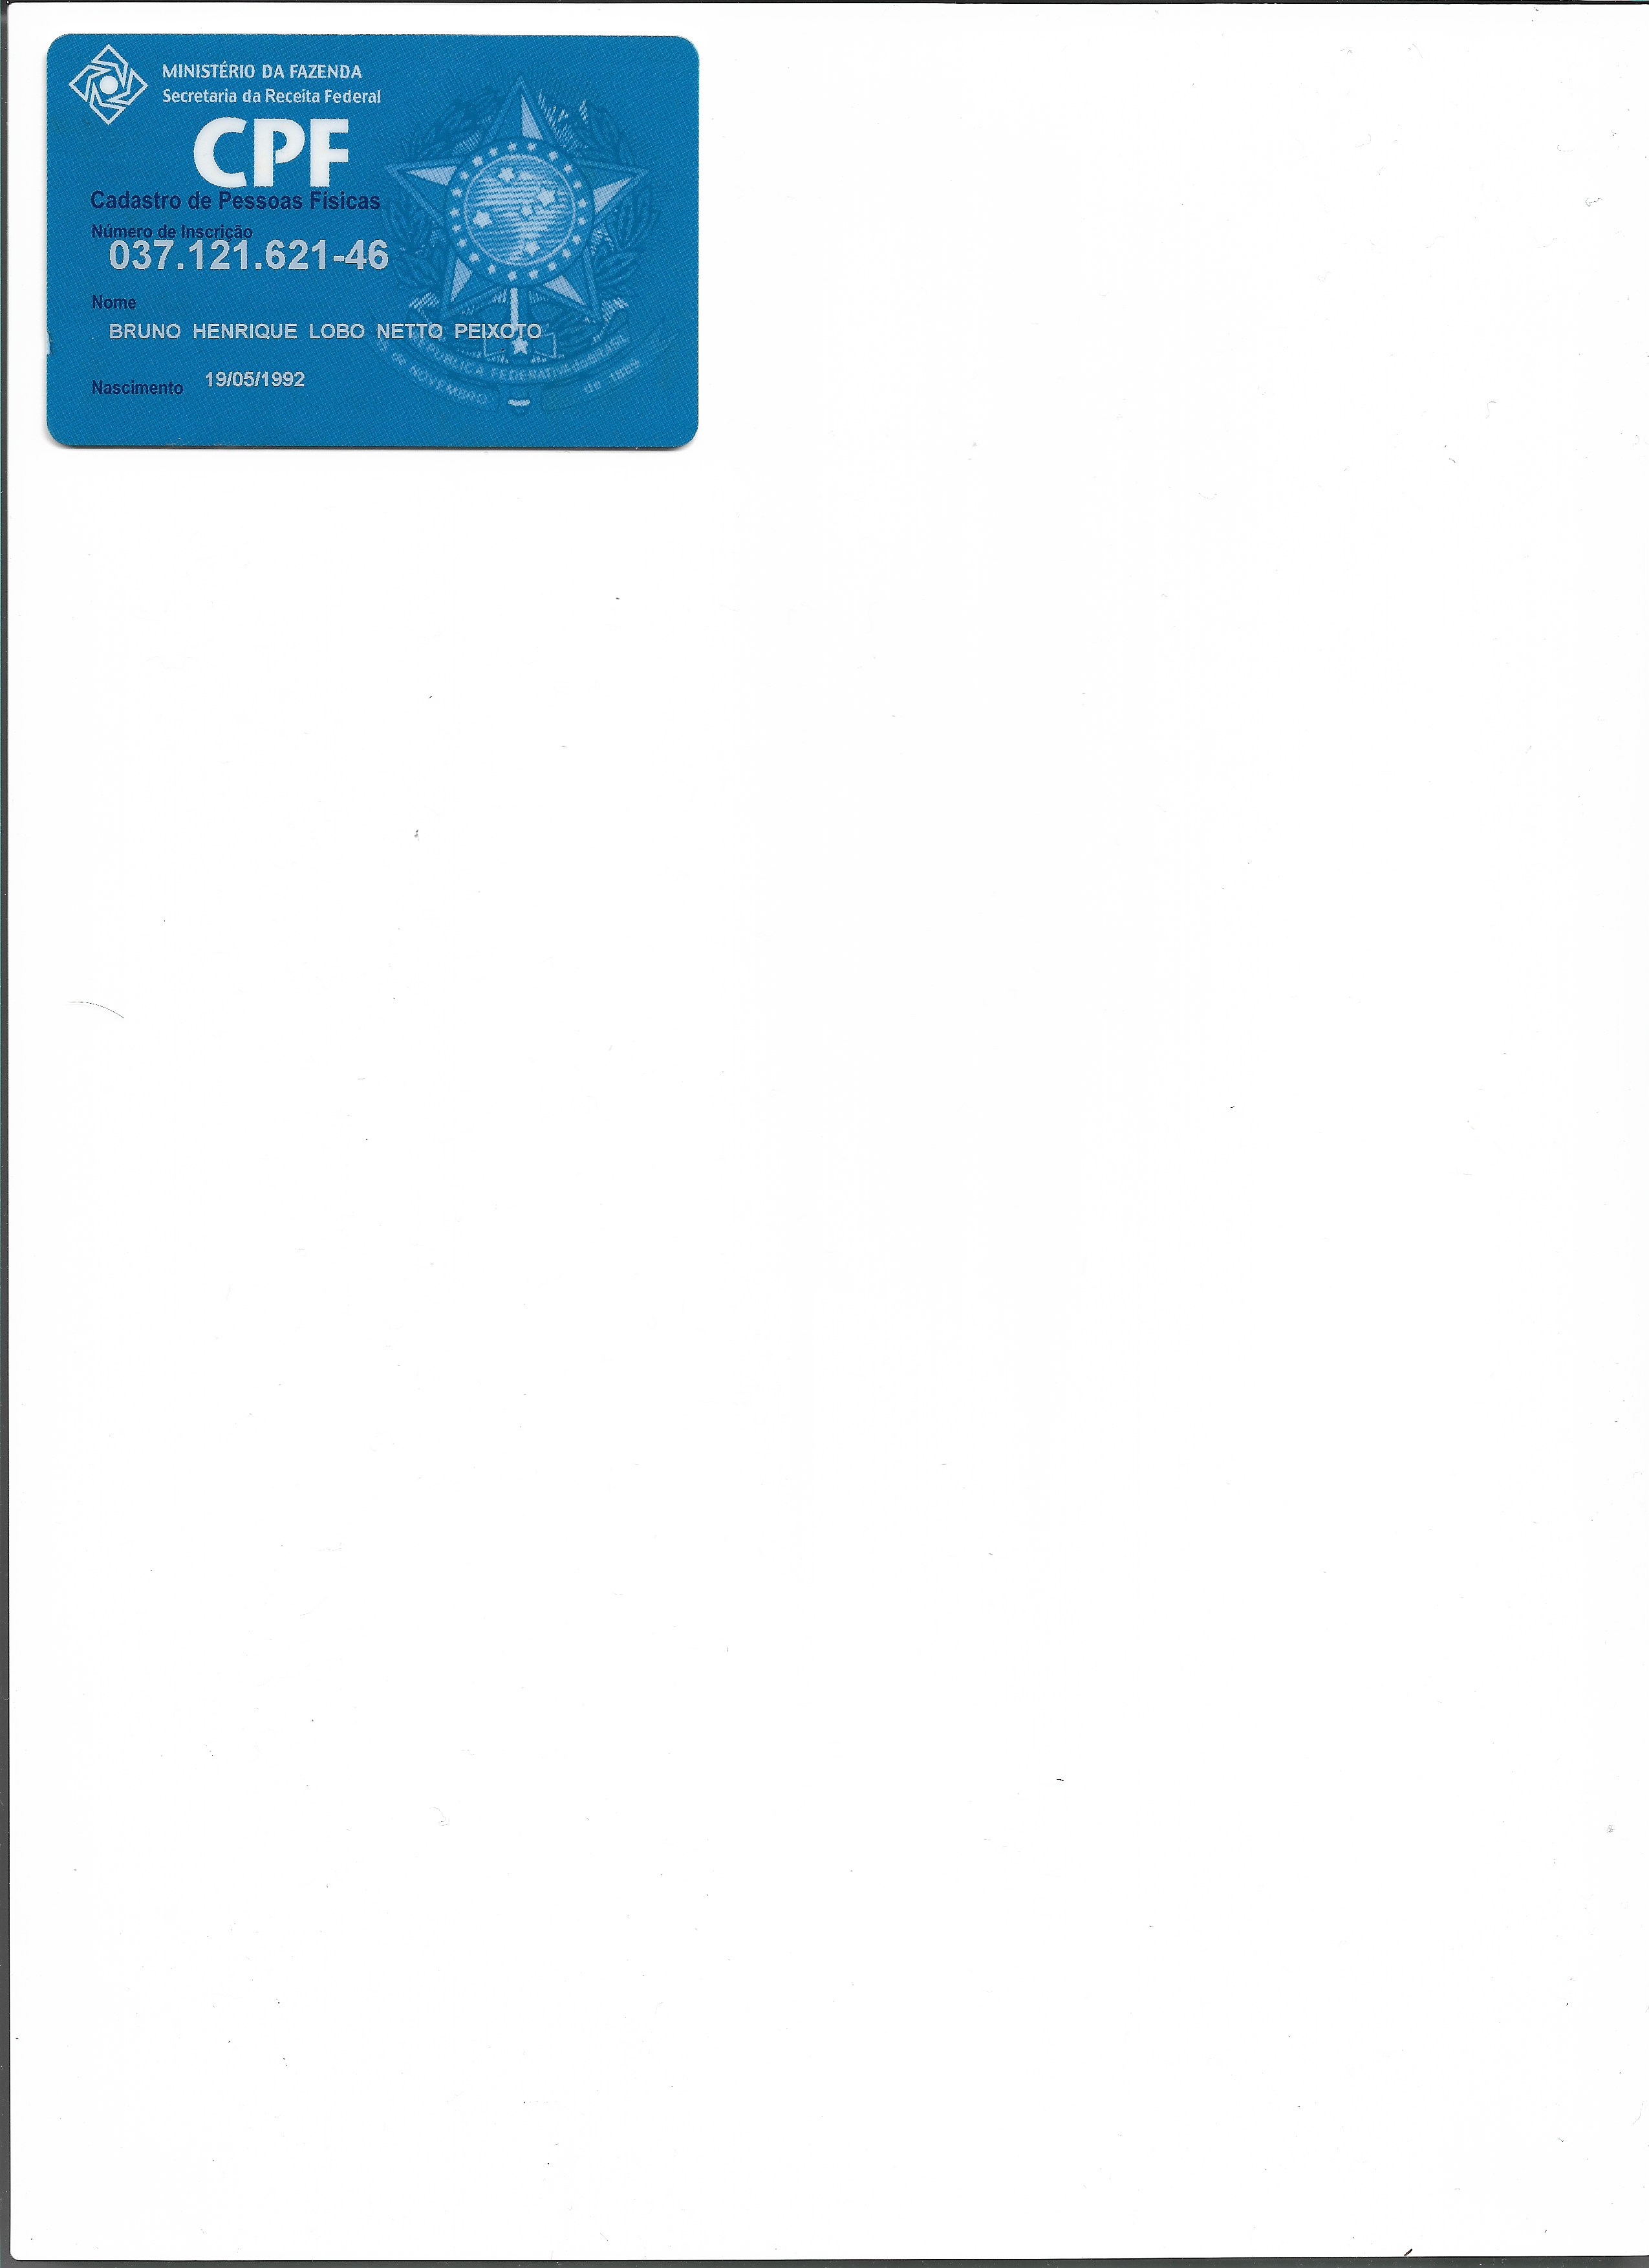 MINISTÉRIO DA FAZENDA
Secretaria da Receita Federal
CPF
Cadastro de Pessoas Físicas
Número de Inscrição
037.121.621-46
Nome
BRUNO HENRIQUE LOBO NETTO PEIXOTO
REPUBLICA FEDERATIVA do BRASIL
15 de NOVEMBRO de 1889
Nascimento 19/05/1992